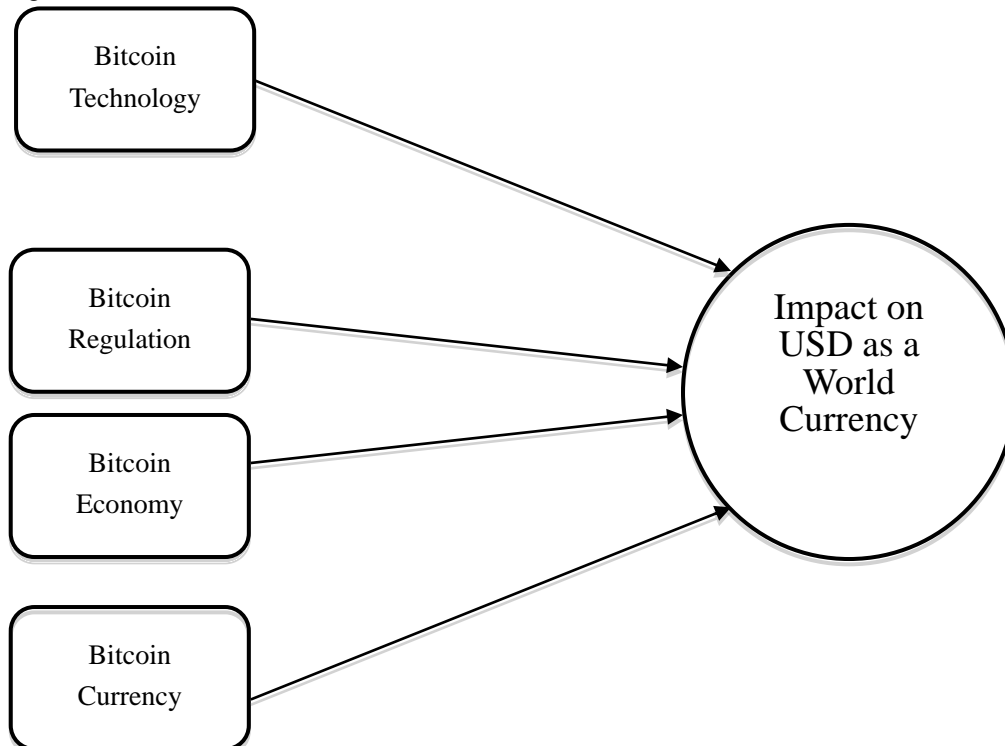 Bitcoin
Technology
Bitcoin
Regulation
Impact on
USD as a
World
Currency
Bitcoin
Economy
Bitcoin
Currency